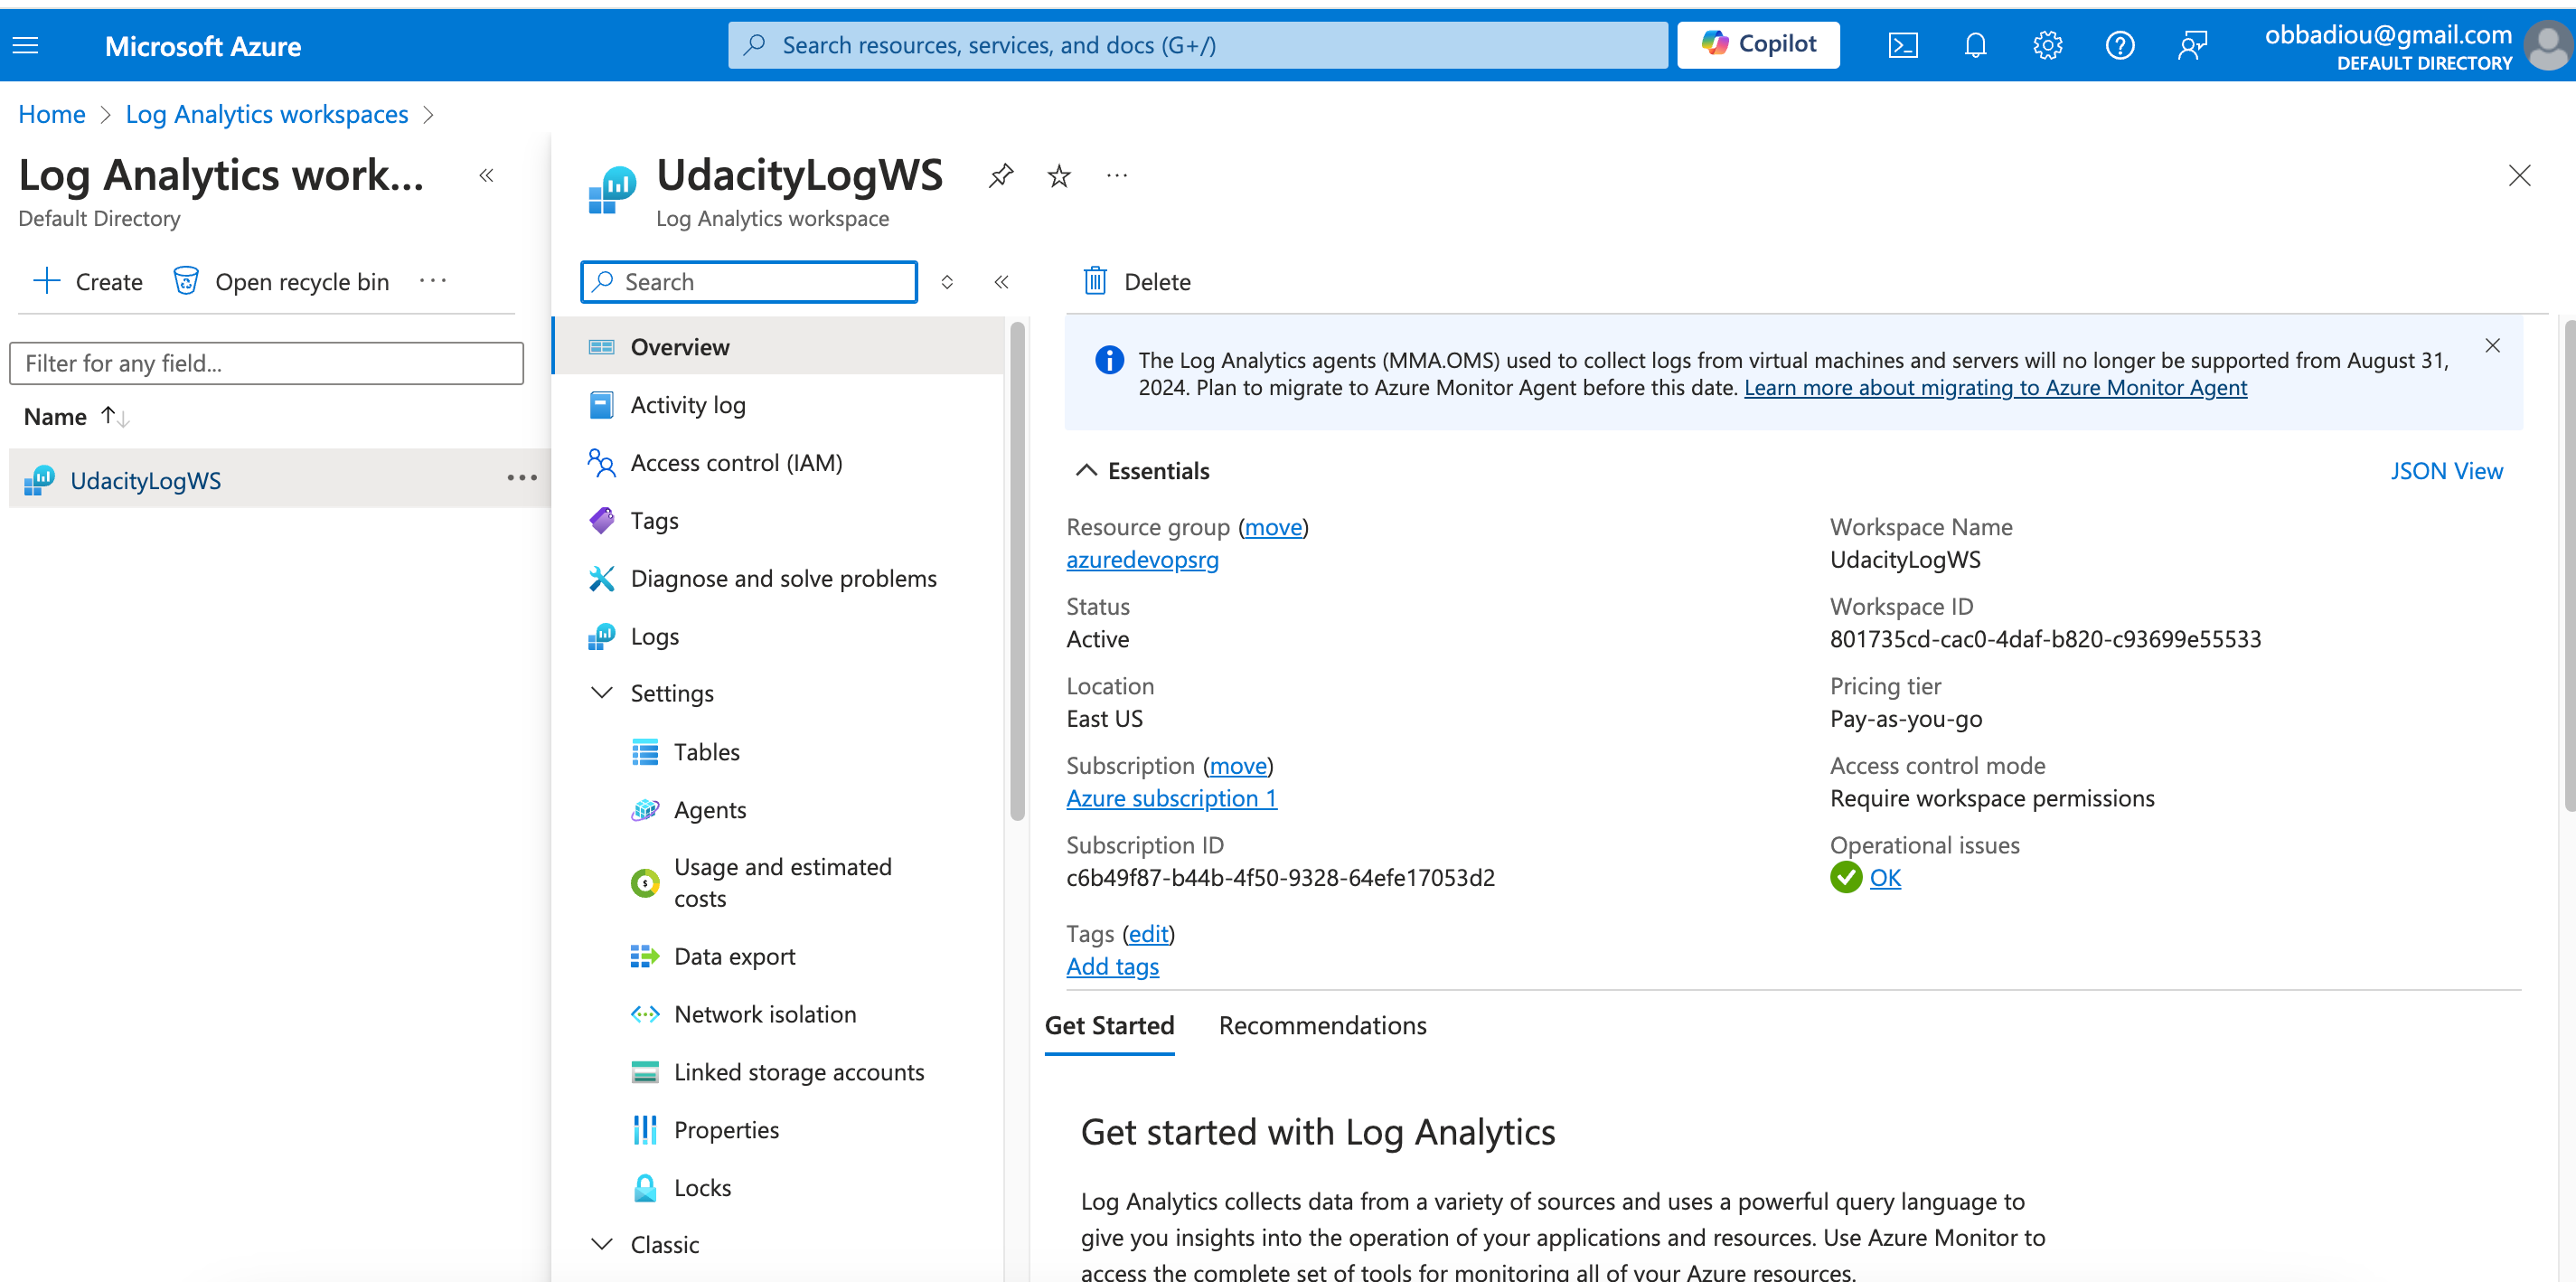 Microsoft Azure
Search resources, services, and docs (G+/)
Copilot
obbadiou@gmail.com
DEFAULT DIRECTORY
Home > Log Analytics workspaces >
Log Analytics work...
Default Directory
Create
Open recycle bin
Filter for any field...
Name
UdacityLogWS
UdacityLogWS
Log Analytics workspace
Search
Overview
Activity log
Access control (IAM)
Tags
Diagnose and solve problems
Logs
Settings
Tables
Agents
Usage and estimated
costs
Data export
Network isolation
Linked storage accounts
Properties
Locks
Classic
Delete
The Log Analytics agents (MMA.OMS) used to collect logs from virtual machines and servers will no longer be supported from August 31,
2024. Plan to migrate to Azure Monitor Agent before this date. Learn more about migrating to Azure Monitor Agent
Essentials
JSON View
Resource group (move)
azuredevopsrg
Status
Active
Location
East US
Subscription (move)
Azure subscription 1
Subscription ID
c6b49f87-b44b-4f50-9328-64efe17053d2
Tags (edit)
Add tags
Workspace Name
UdacityLogWS
Workspace ID
801735cd-cac0-4daf-b820-c93699e55533
Pricing tier
Pay-as-you-go
Access control mode
Require workspace permissions
Operational issues
OK
Get Started
Recommendations
Get started with Log Analytics
Log Analytics collects data from a variety of sources and uses a powerful query language to
give you insights into the operation of your applications and resources. Use Azure Monitor to
access the complete set of tools for monitoring all of your Azure resources.